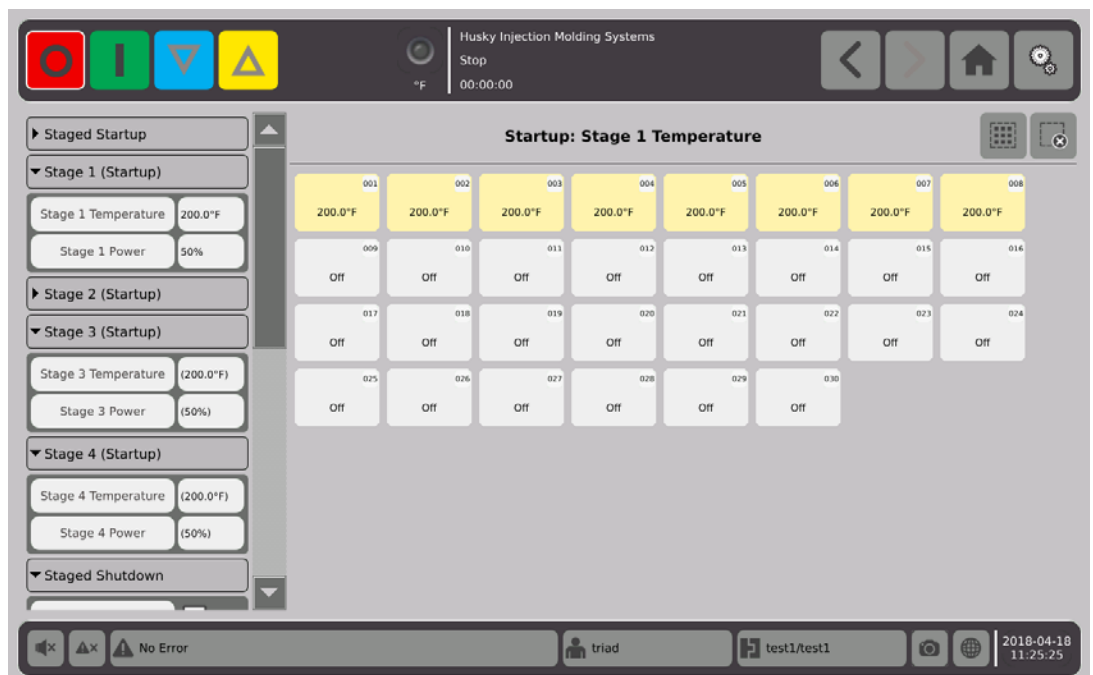 Husky Injection Molding Systems
Stop
°F 00:00:00
Staged Startup
Stage 1 (Startup)
Stage 1 Temperature 200.0°F
Stage 1 Power 50%
Stage 2 (Startup)
Stage 3 (Startup)
Stage 3 Temperature (200.0°F)
Stage 3 Power (50%)
Stage 4 (Startup)
Stage 4 Temperature (200.0°F)
Stage 4 Power (50%)
Staged Shutdown
Startup: Stage 1 Temperature
001 002 003 004 005 006 007 008
200.0°F 200.0°F 200.0°F 200.0°F 200.0°F 200.0°F 200.0°F 200.0°F
009 010 011 012 013 014 015 016
Off Off Off Off Off Off Off Off
017 018 019 020 021 022 023 024
Off Off Off Off Off Off Off Off
025 026 027 028 029 030
Off Off Off Off Off Off
No Error triad test1/test1 2018-04-18
11:25:25